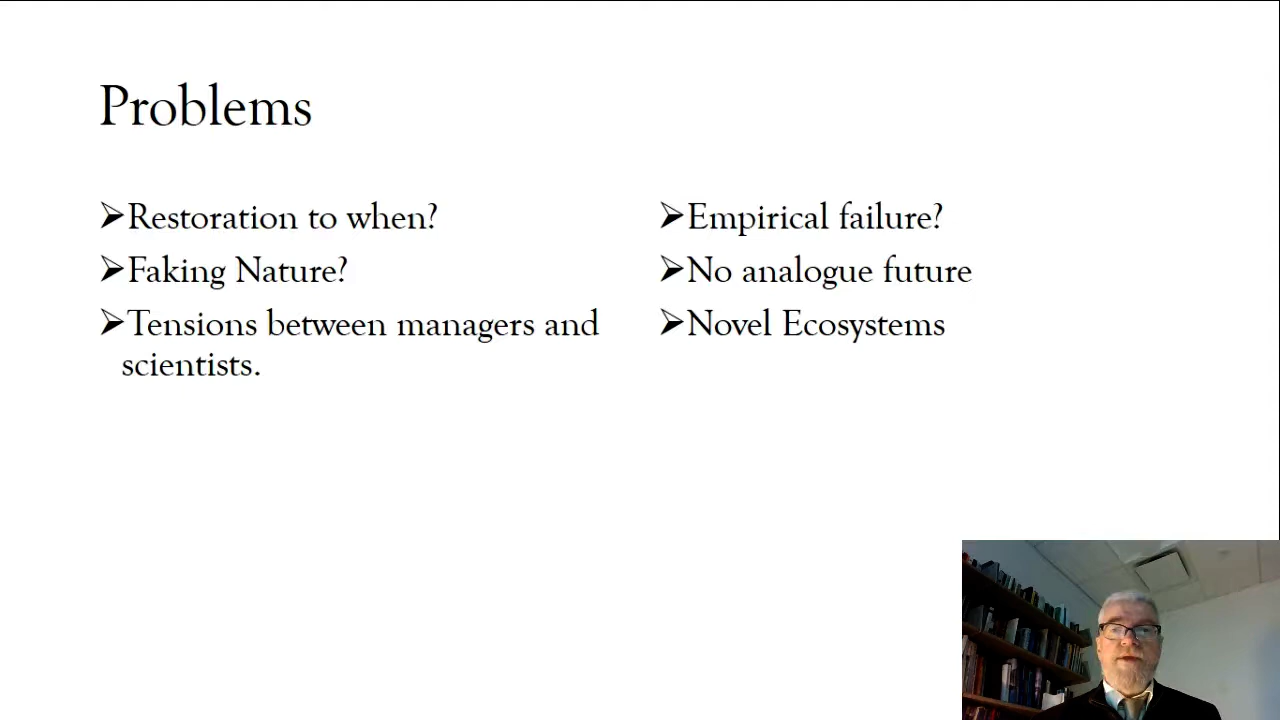 Problems
➢Restoration to when?
➢Faking Nature?
➢Tensions between managers and
scientists.
➢Empirical failure?
➢No analogue future
➢Novel Ecosystems